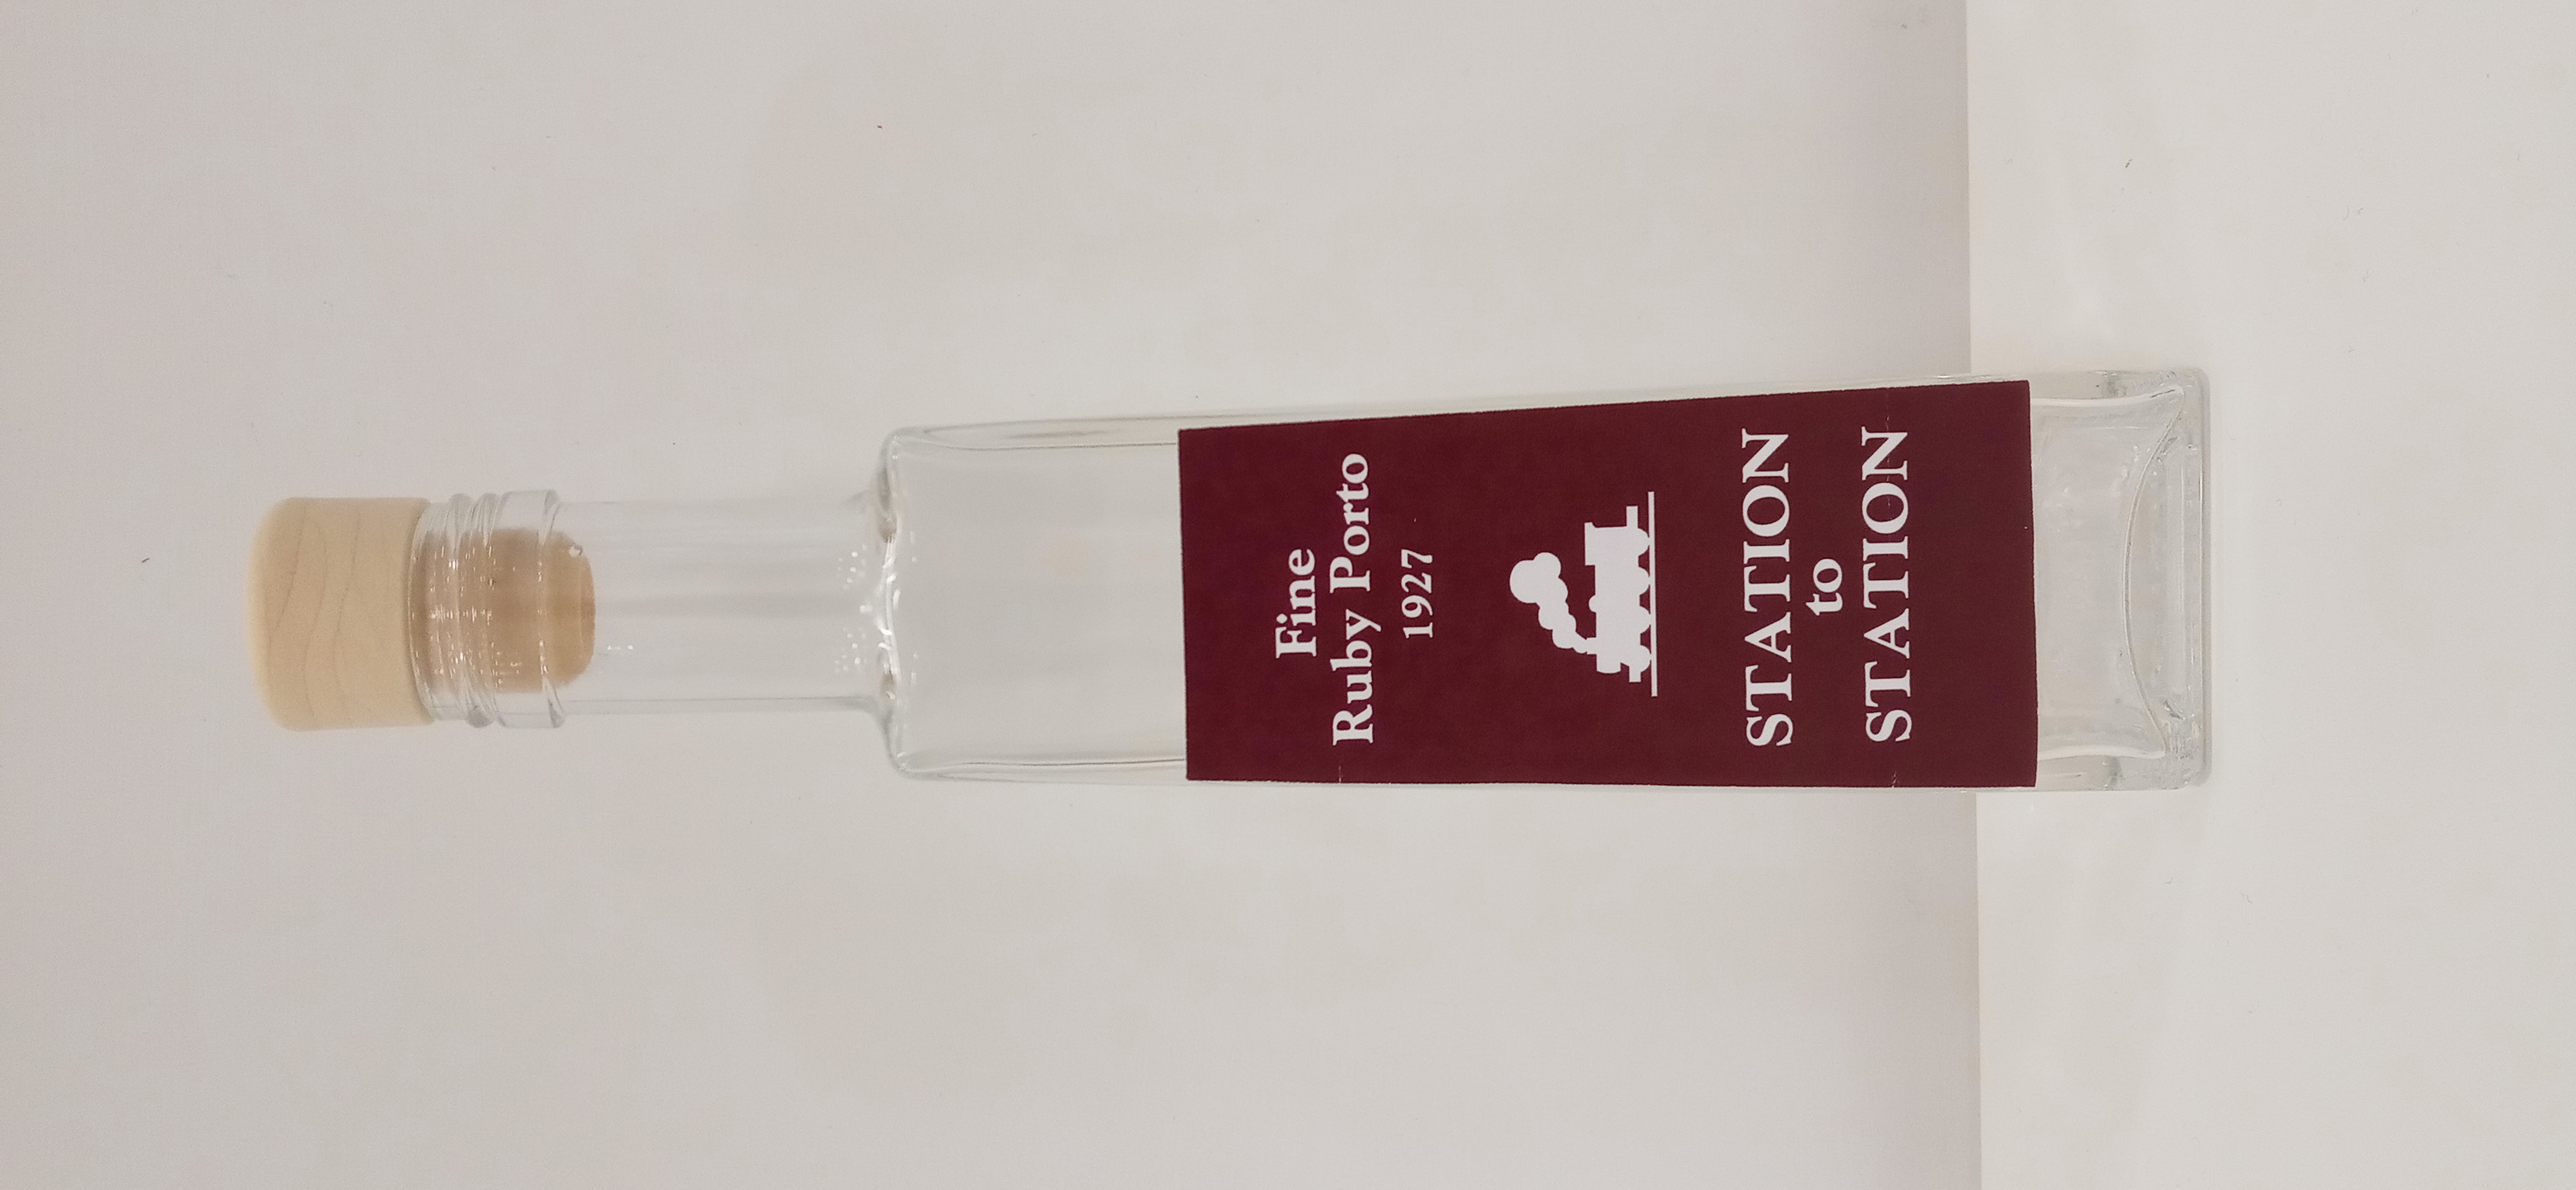 Fine
Ruby Porto
1927
STATION
to
STATION